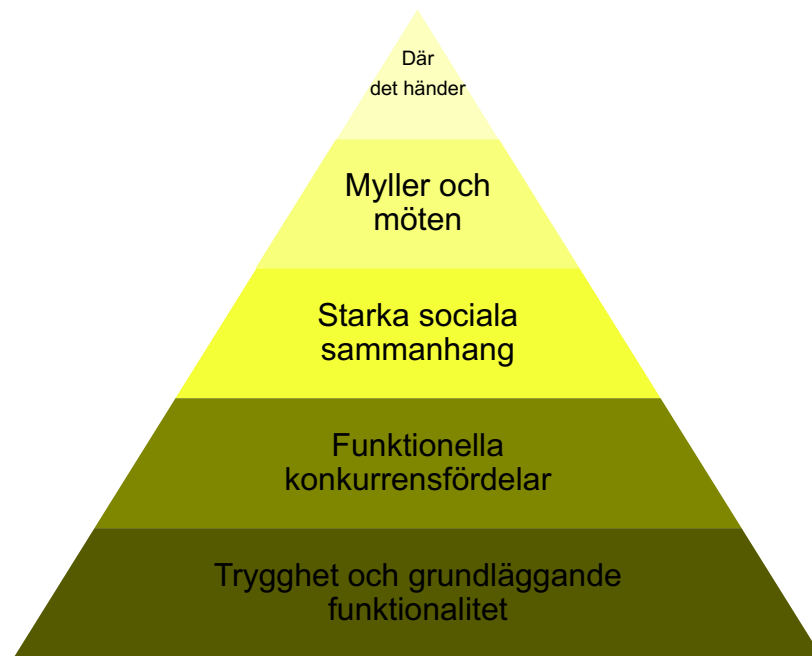 Där
det händer
Myller och
möten
Starka sociala
sammanhang
Funktionella
konkurrensfördelar
Trygghet och grundläggande
funktionalitet